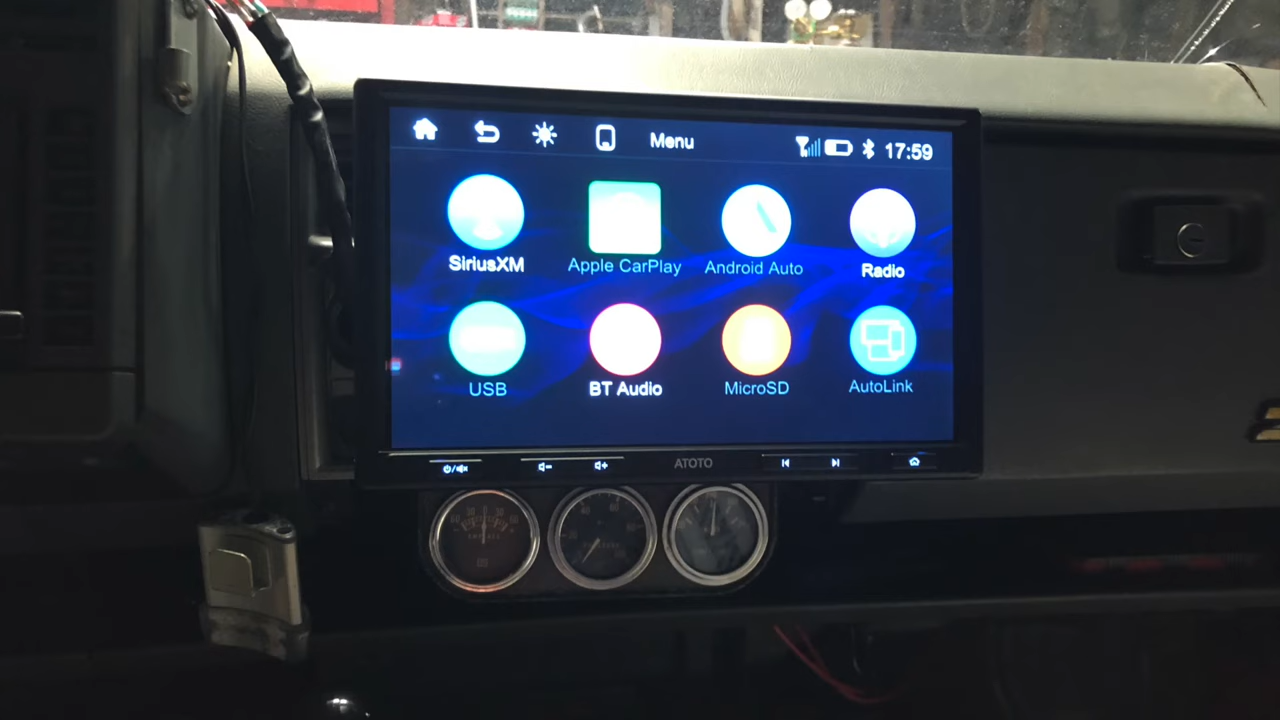 Menu 17:59
SiriusXM Apple CarPlay Android Auto Radio
USB BT Audio MicroSD AutoLink
ATOTO